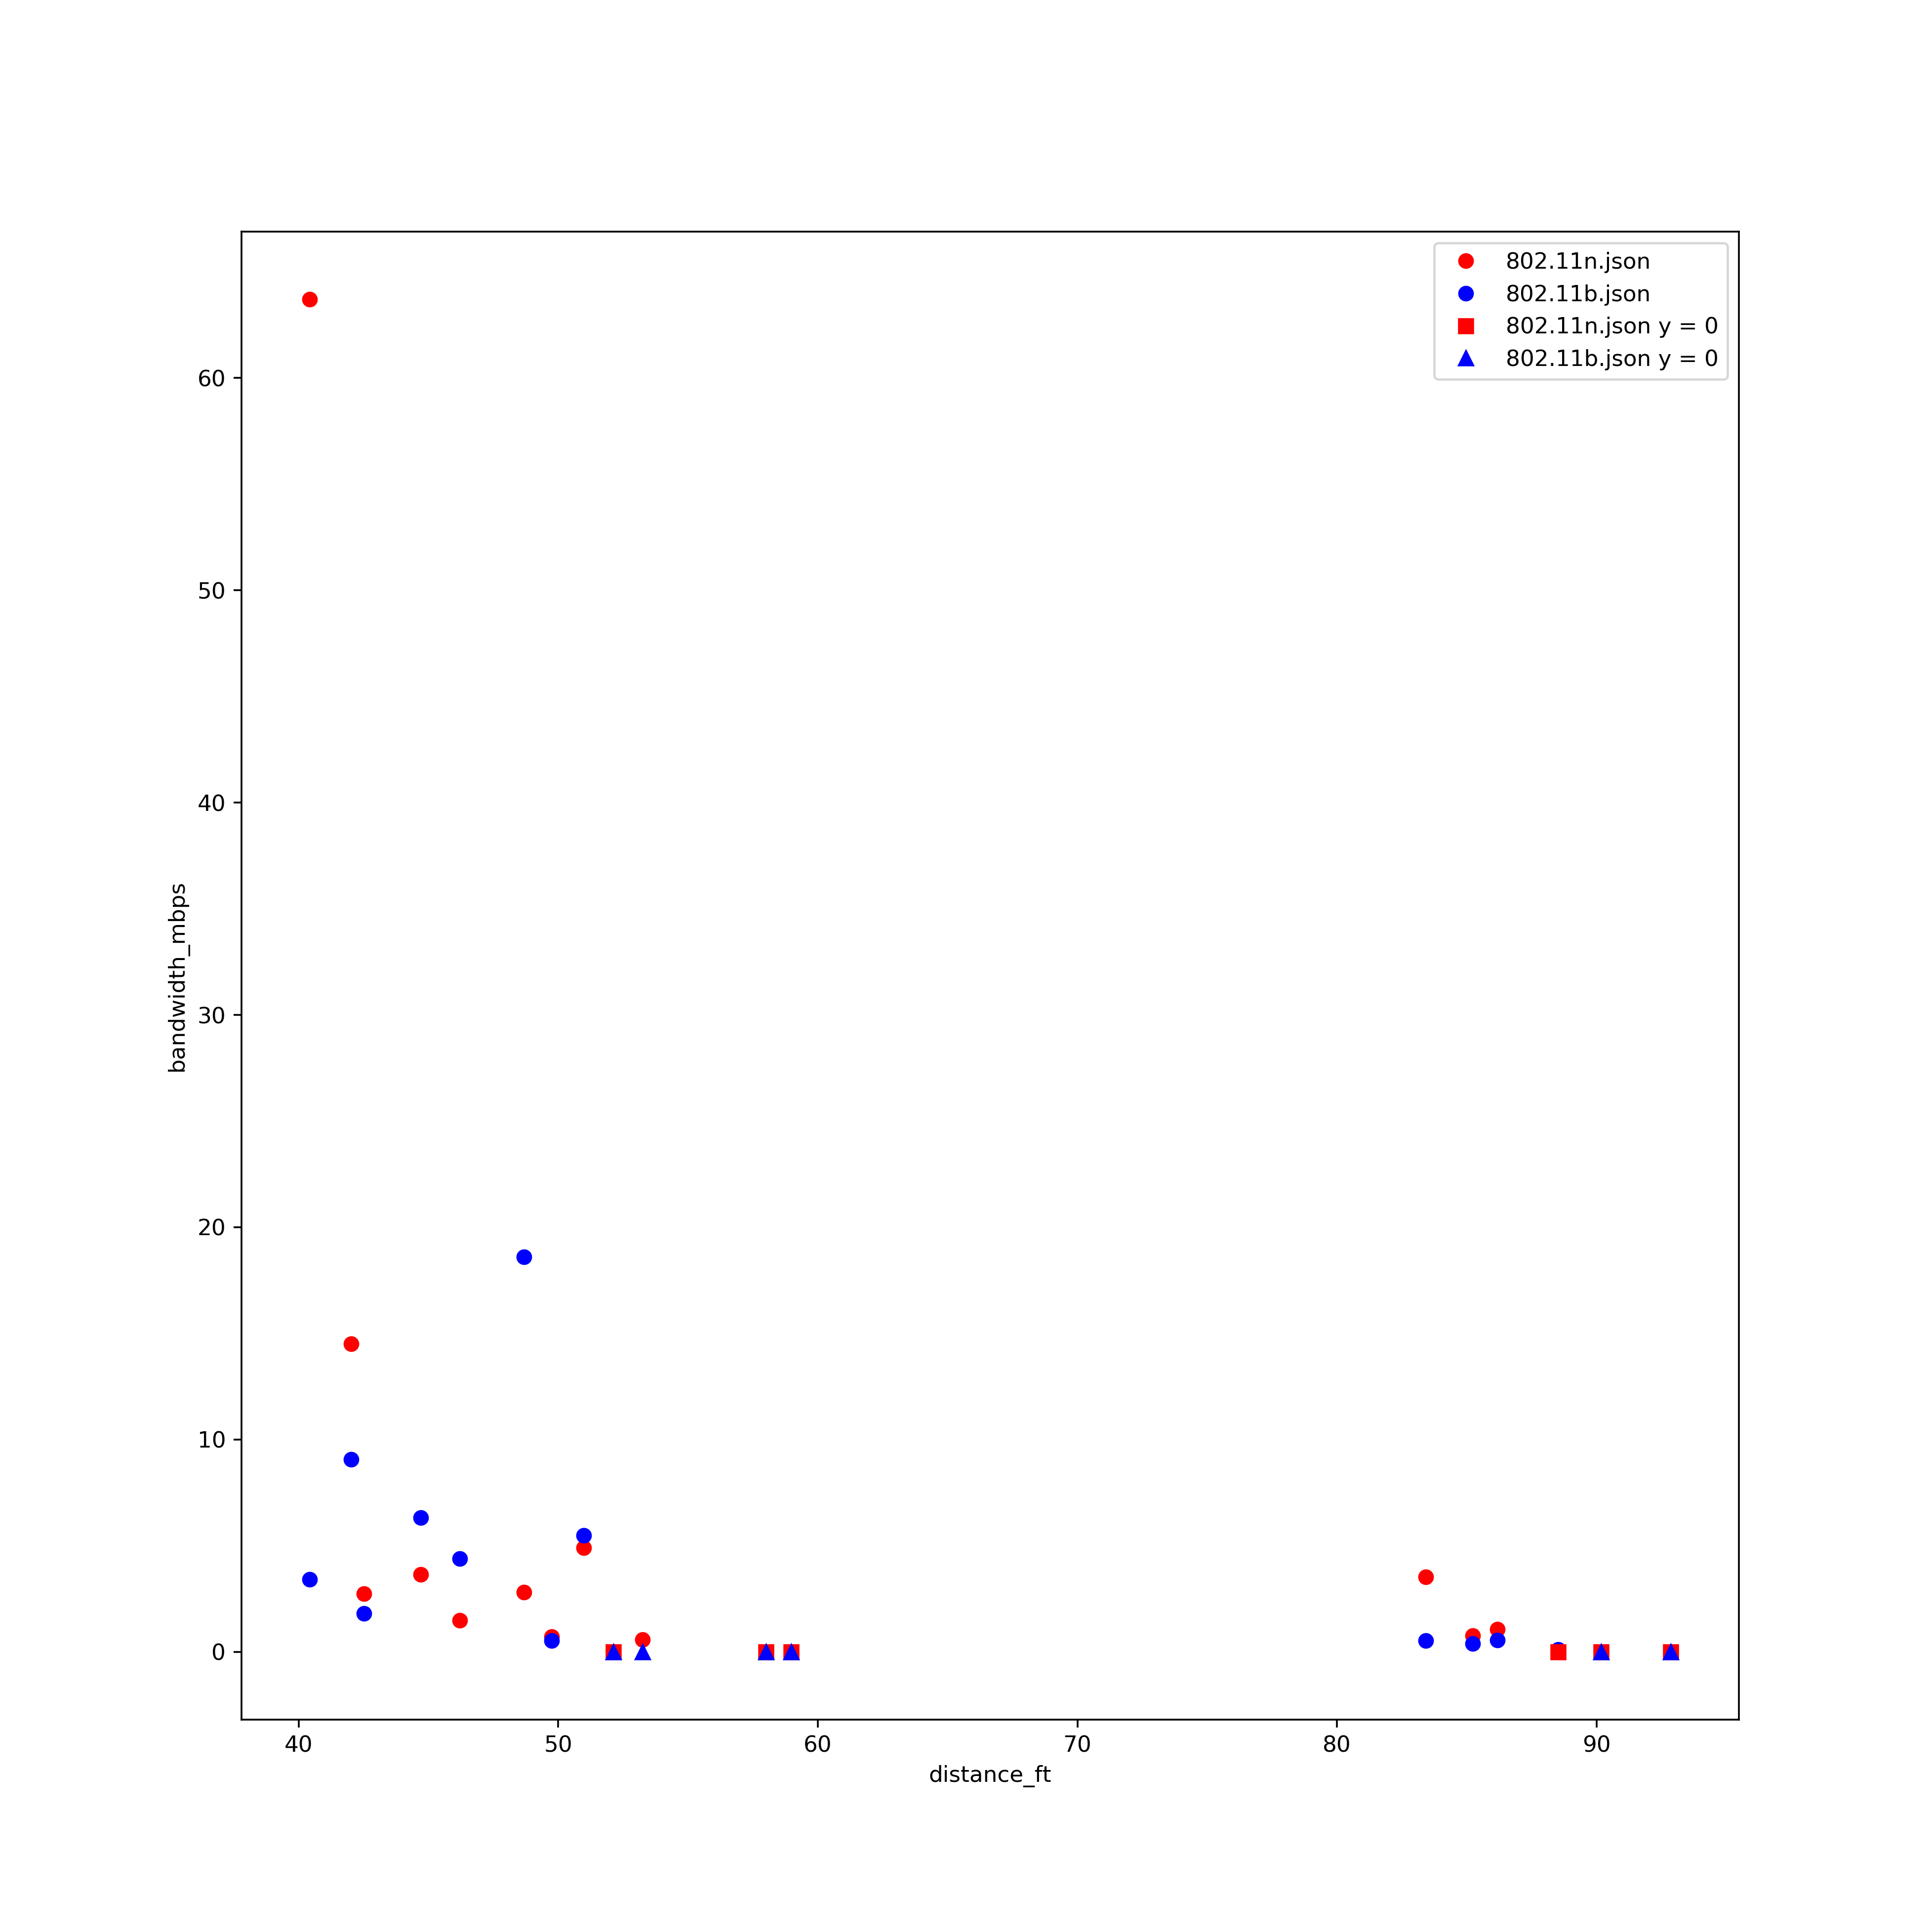 802.11n.json
802.11b.json
802.11n.json y = 0
802.11b.json y = 0
60
50
40
30
20
10
0
bandwidth_mbps
40 50 60 70 80 90
distance_ft